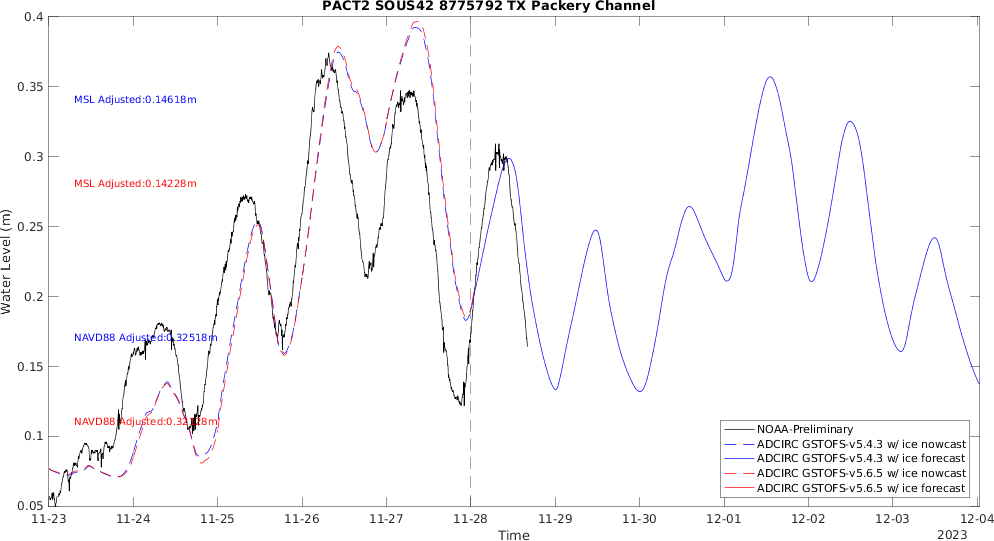 PACT2 SOUS42 8775792 TX Packery Channel
0.4
0.35
0.3
0.25
0.2
0.15
0.1
0.05
Water Level (m)
MSL Adjusted:0.14618m
MSL Adjusted:0.14228m
NAVD88 Adjusted:0.32518m
NAVD88
NOAA-Preliminary
ADCIRC GSTOFS-v5.4.3 w/ ice nowcast
ADCIRC GSTOFS-v5.4.3 w/ ice forecast
ADCIRC GSTOFS-v5.6.5 w/ ice nowcast
ADCIRC GSTOFS-v5.6.5 w/ ice forecast
11-23 11-24 11-25 11-26 11-27 11-28 11-29 11-30 12-01 12-02 12-03 12-04
Time
2023